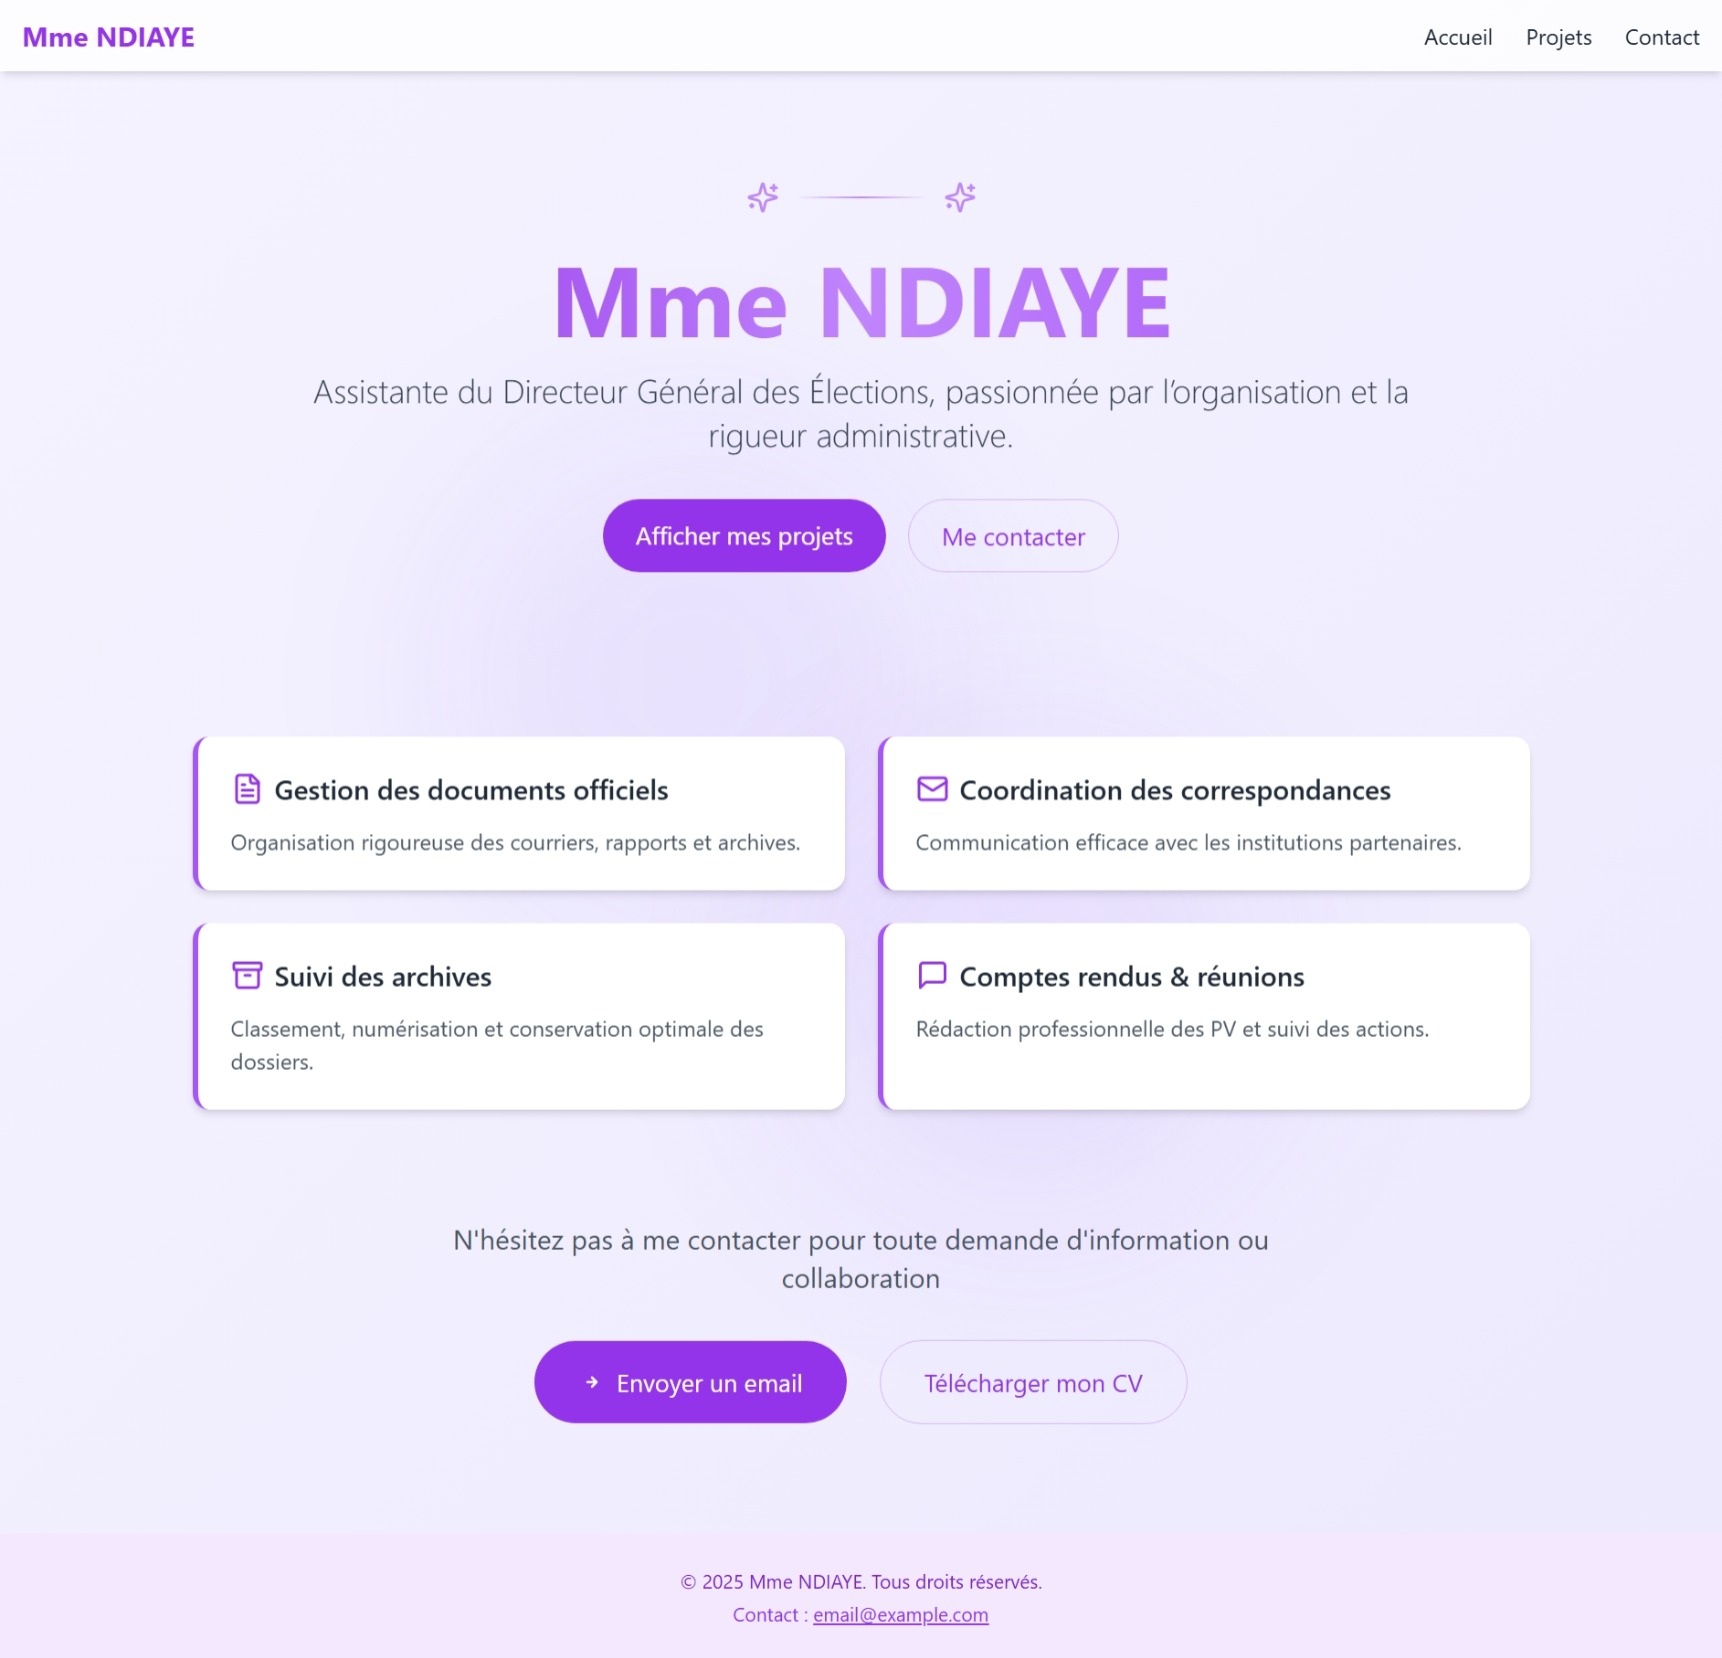 Mme NDIAYE
Accueil
Projets
Contact
Mme NDIAYE
Assistante du Directeur Général des Élections, passionnée par l’organisation et la
rigueur administrative.
Afficher mes projets
Me contacter
Gestion des documents officiels
Organisation rigoureuse des courriers, rapports et archives.
Coordination des correspondances
Communication efficace avec les institutions partenaires.
Suivi des archives
Classement, numérisation et conservation optimale des
dossiers.
Comptes rendus & réunions
Rédaction professionnelle des PV et suivi des actions.
N'hésitez pas à me contacter pour toute demande d'information ou
collaboration
Envoyer un email
Télécharger mon CV
© 2025 Mme NDIAYE. Tous droits réservés.
Contact : email@example.com